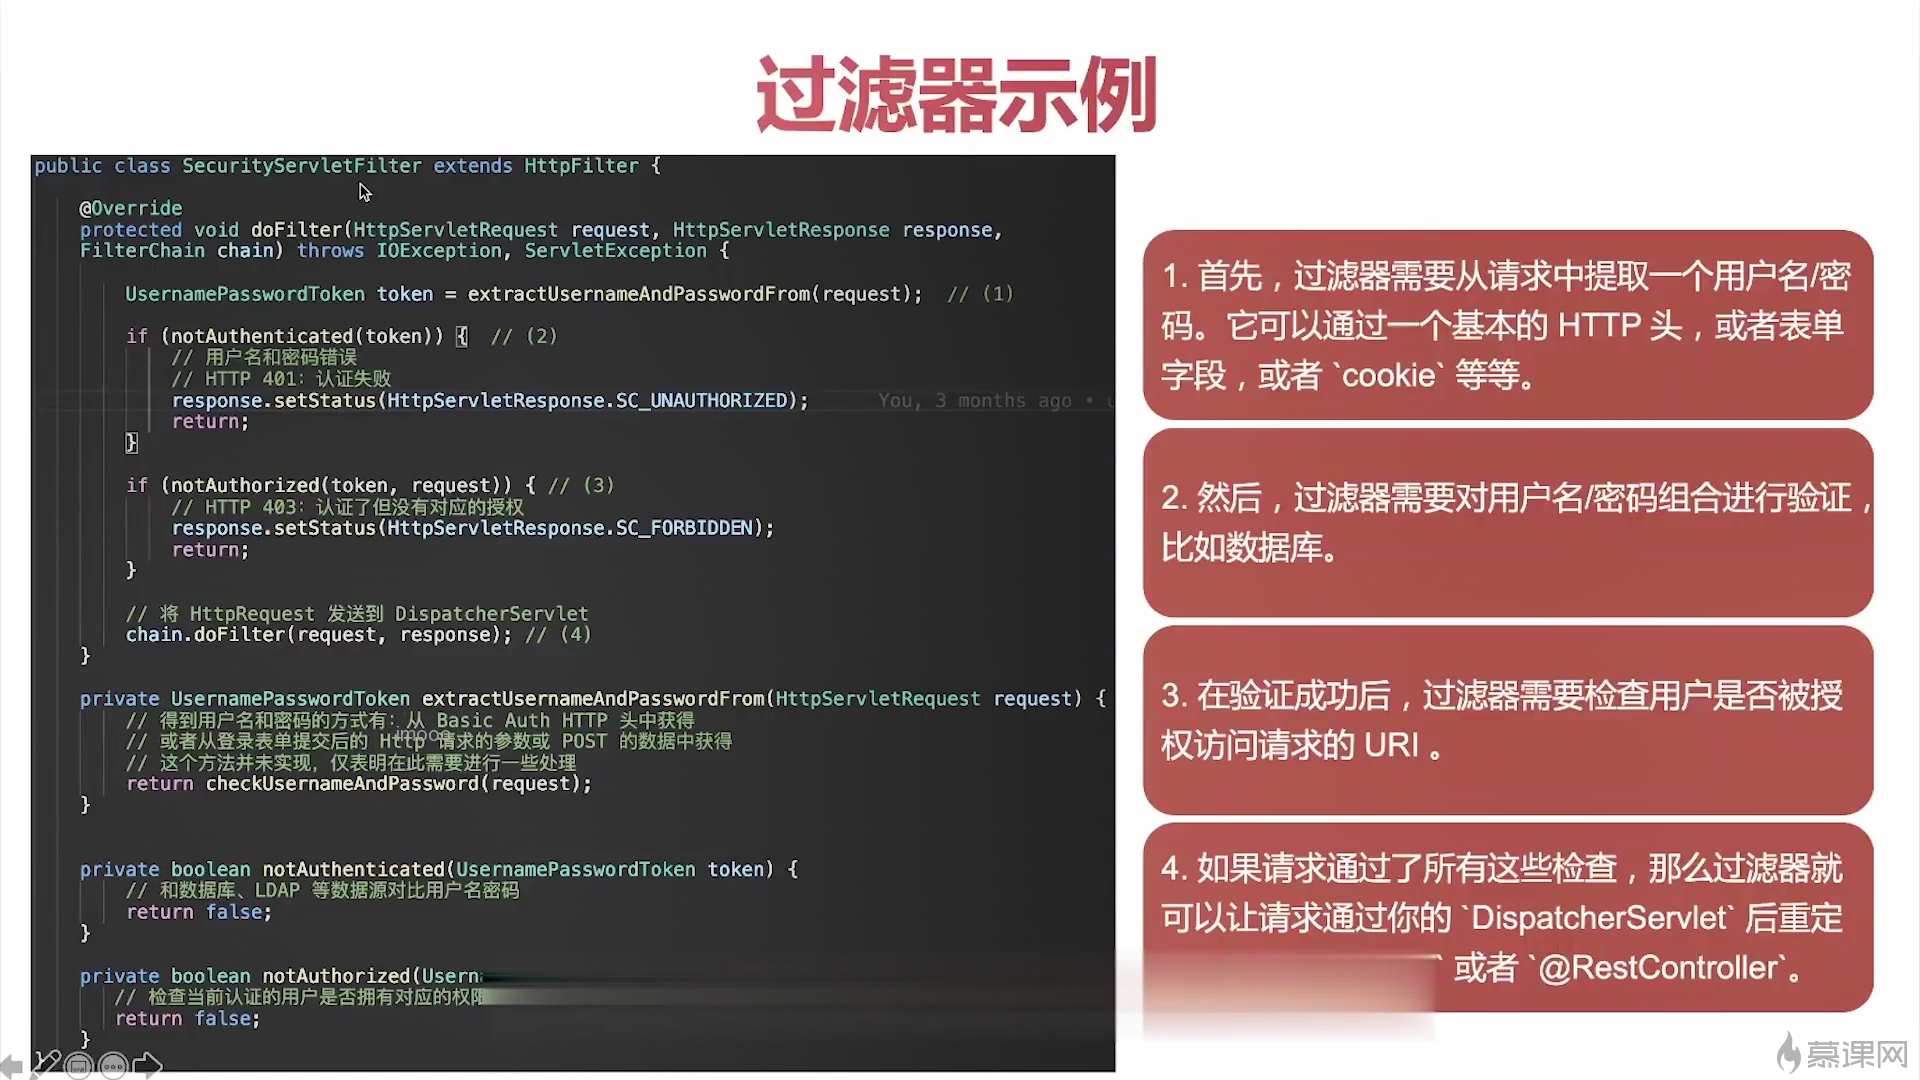 过滤器示例
public class SecurityServletFilter extends HttpFilter {
@Override
protected void doFilter(HttpServletRequest request, HttpServletResponse response,
FilterChain chain) throws IOException, ServletException {
UsernamePasswordToken token = extractUsernameAndPasswordFrom(request);  // (1)
if (notAuthenticated(token)) {  // (2)
// 用户名和密码错误
// HTTP 401: 认证失败
response.setStatus(HttpServletResponse.SC_UNAUTHORIZED);
You, 3 months ago •
return;
}
if (notAuthorized(token, request)) { // (3)
// HTTP 403: 认证了但没有对应的授权
response.setStatus(HttpServletResponse.SC_FORBIDDEN);
return;
}
// 将 HttpRequest 发送到 DispatcherServlet
chain.doFilter(request, response); // (4)
}
private UsernamePasswordToken extractUsernameAndPasswordFrom(HttpServletRequest request) {
// 得到用户名和密码的方式有: 从 Basic Auth HTTP 头中获得
// 或者从登录表单提交后的 Http 请求的参数或 POST 的数据中获得
imooc
// 这个方法并未实现, 仅表明在此需要进行一些处理
return checkUsernameAndPassword(request);
}
private boolean notAuthenticated(UsernamePasswordToken token) {
// 和数据库、LDAP 等数据源对比用户名密码
return false;
}
private boolean notAuthorized(Usern
// 检查当前认证的用户是否拥有对应的权限
return false;
}
}
1. 首先，过滤器需要从请求中提取一个用户名/密
码。它可以通过一个基本的 HTTP 头，或者表单
字段，或者 `cookie` 等等。
2. 然后，过滤器需要对用户名/密码组合进行验证，
比如数据库。
3. 在验证成功后，过滤器需要检查用户是否被授
权访问请求的 URI 。
4. 如果请求通过了所有这些检查，那么过滤器就
可以让请求通过你的 `DispatcherServlet` 后重定
` 或者 `@RestController`。
慕课网